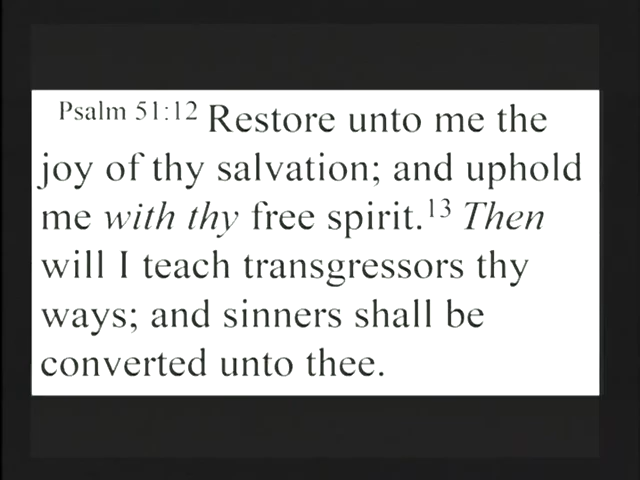 Psalm 51:12 Restore unto me the
joy of thy salvation; and uphold
me with thy free spirit.13 Then
will I teach transgressors thy
ways; and sinners shall be
converted unto thee.